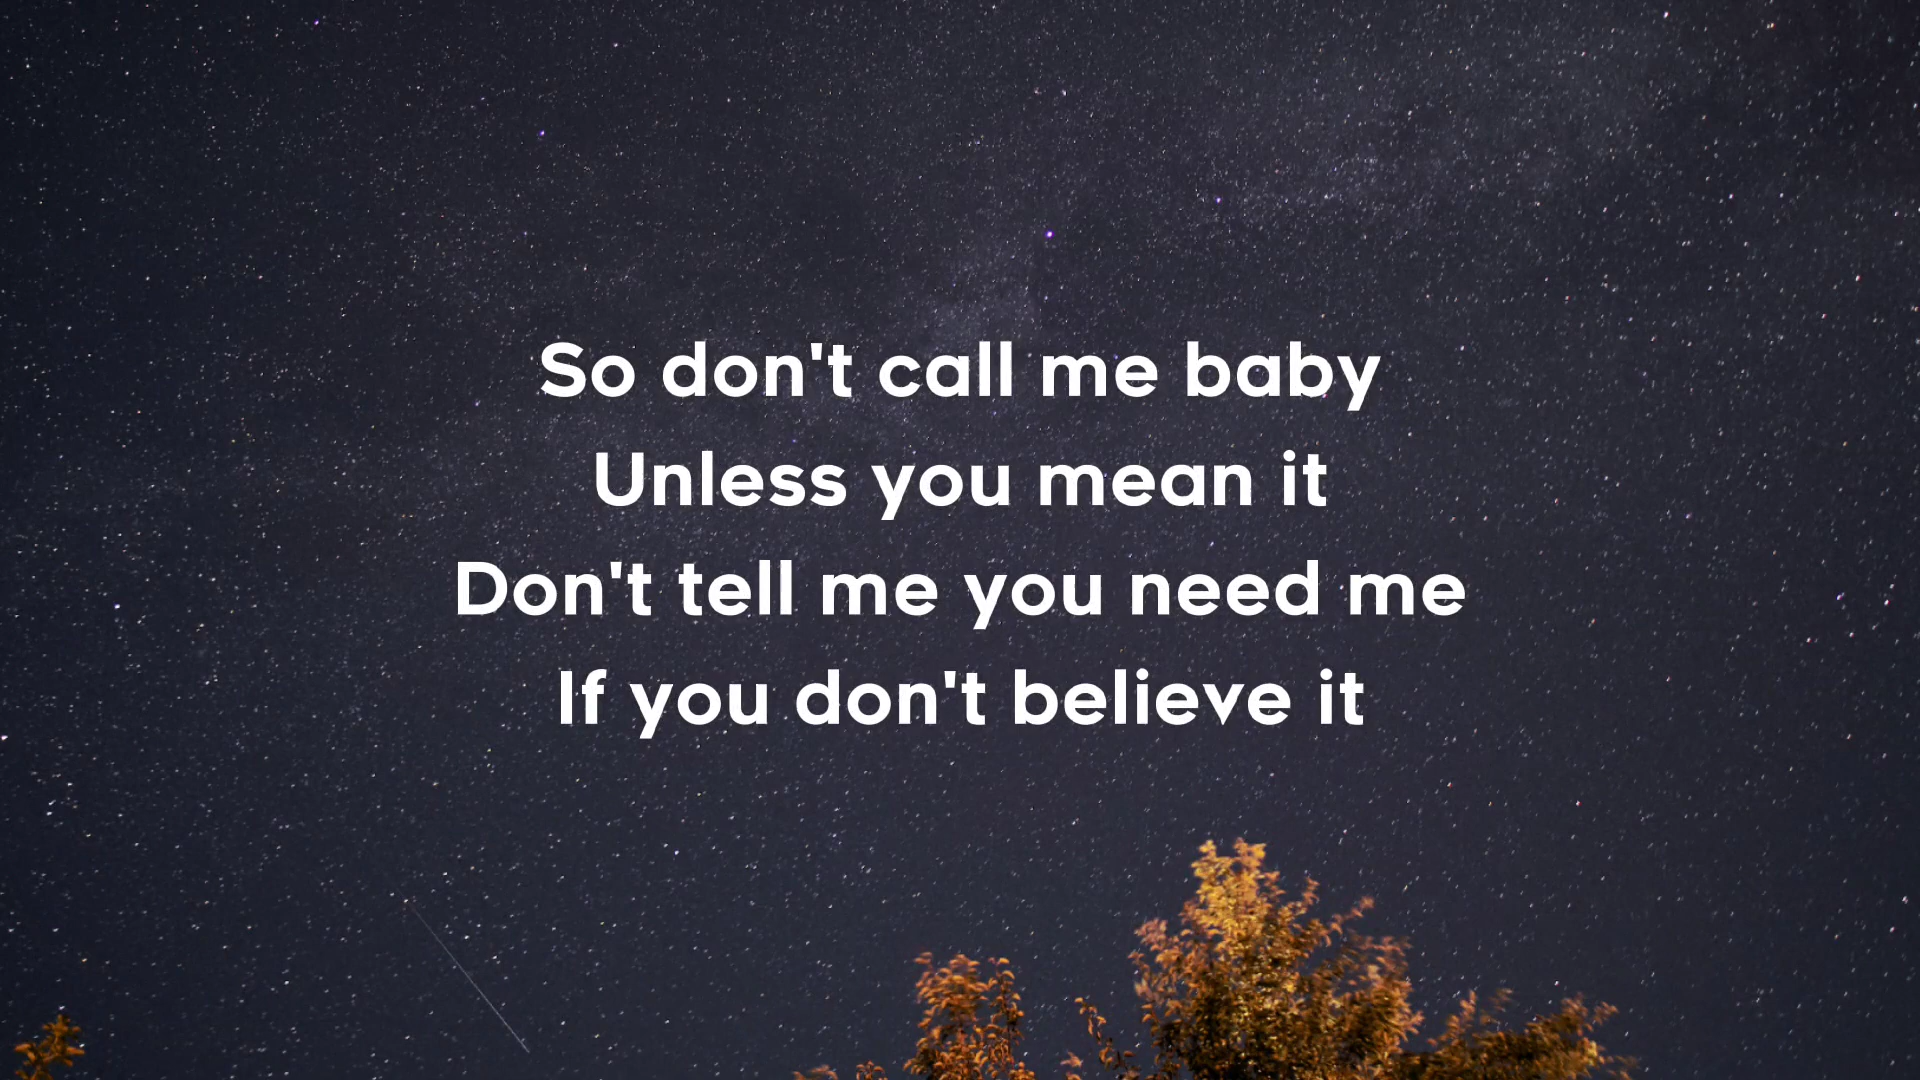 So don't call me baby
Unless you mean it
Don't tell me you need me
If you don't believe it